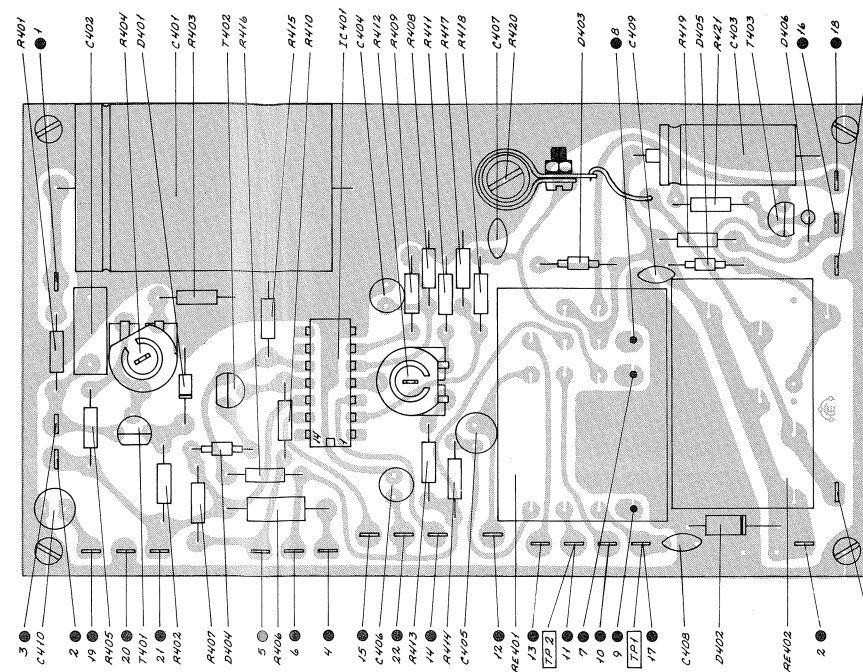 R401
1
C402
R404
D401
C401
R403
T402
R416
R415
R410
IC401
C404
R412
R409
R408
R411
R417
R418
C407
R420
D403
8
C409
R419
D405
R421
C403
T403
D406
16
18
14
1
3
C410
2
19
R405
20
T401
21
R402
R407
D404
5
R406
6
4
15
C406
22
R413
14
R414
C405
12
RE401
13
TP2
11
7
10
9
TP1
17
C408
D402
RE402
2